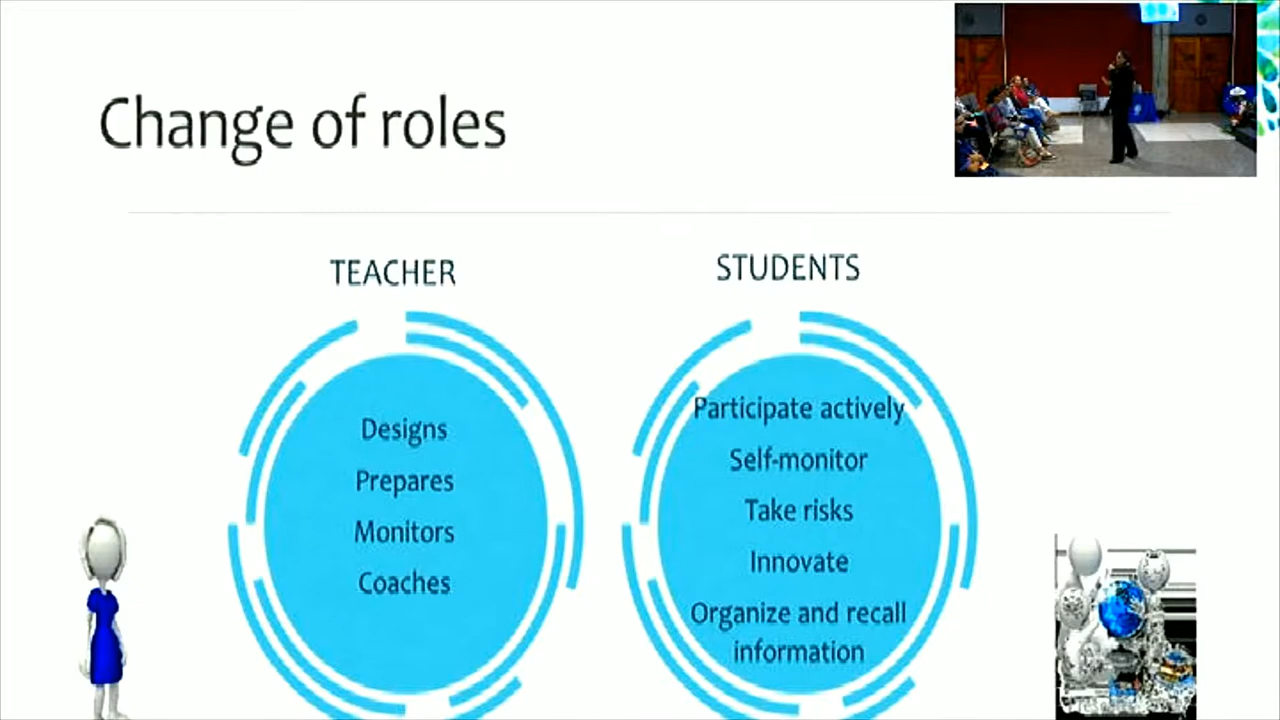 Change of roles
TEACHER
Designs
Prepares
Monitors
Coaches
STUDENTS
Participate actively
Self-monitor
Take risks
Innovate
Organize and recall
information